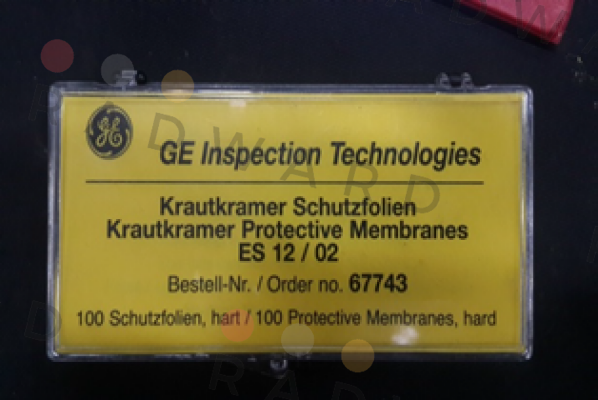 GE
GE Inspection Technologies
Krautkramer Schutzfolien
Krautkramer Protective Membranes
ES 12 / 02
Bestell-Nr. / Order no. 67743
100 Schutzfolien, hart / 100 Protective Membranes, hard